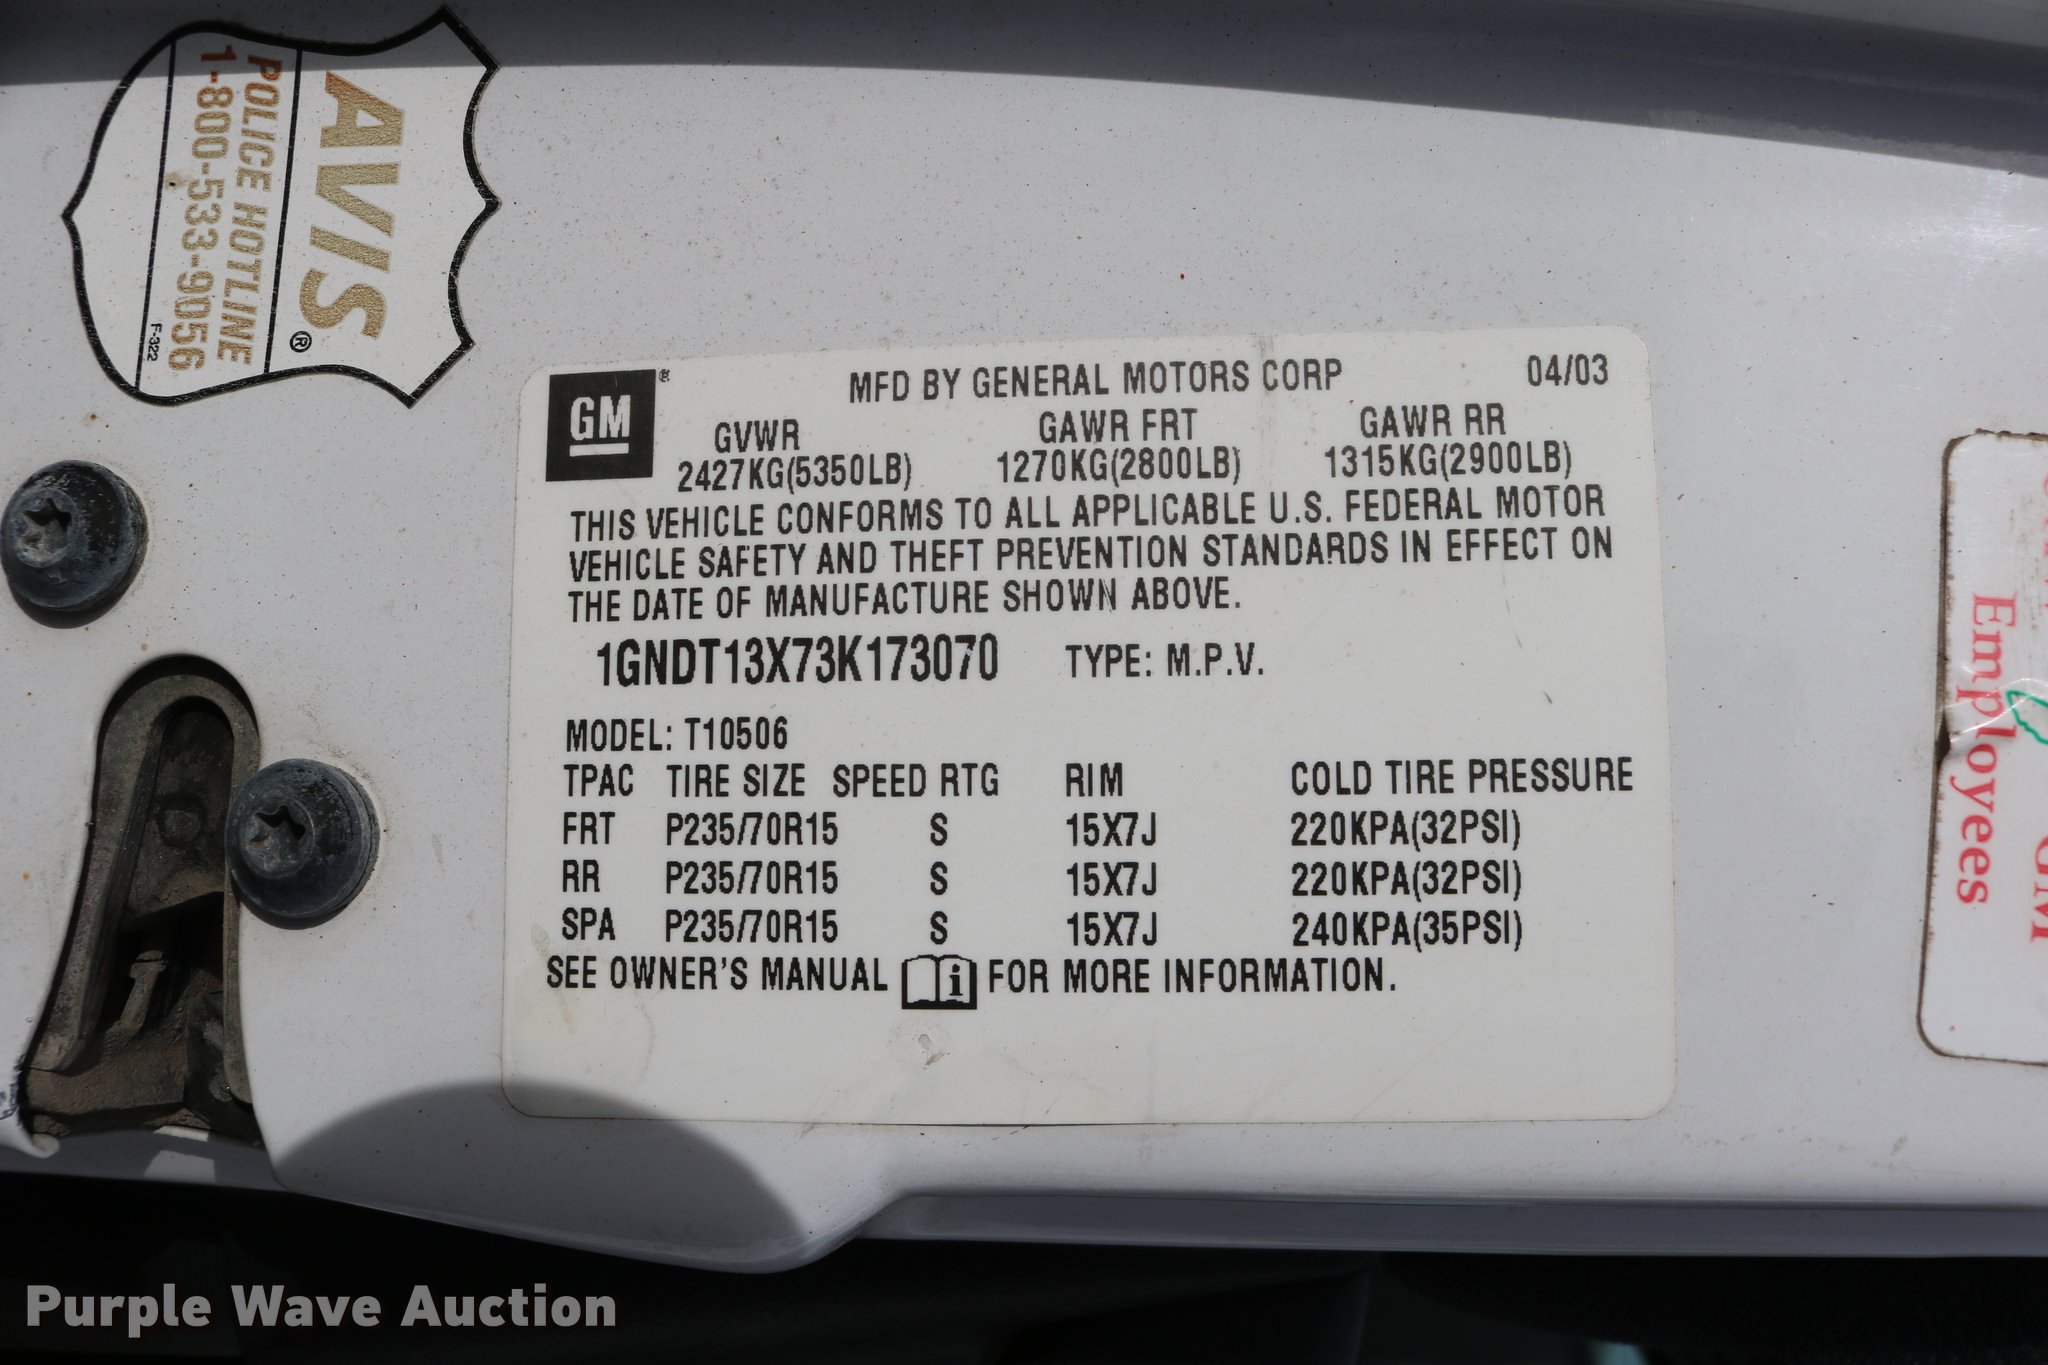 AVIS®
POLICE HOTLINE
1-800-533-9056
F-322
GM®
MFD BY GENERAL MOTORS CORP 04/03
GVWR GAWR FRT GAWR RR
2427KG(5350LB) 1270KG(2800LB) 1315KG(2900LB)
THIS VEHICLE CONFORMS TO ALL APPLICABLE U.S. FEDERAL MOTOR
VEHICLE SAFETY AND THEFT PREVENTION STANDARDS IN EFFECT ON
THE DATE OF MANUFACTURE SHOWN ABOVE.
1GNDT13X73K173070 TYPE: M.P.V.
MODEL: T10506
TPAC TIRE SIZE SPEED RTG RIM COLD TIRE PRESSURE
FRT P235/70R15 S 15X7J 220KPA(32PSI)
RR P235/70R15 S 15X7J 220KPA(32PSI)
SPA P235/70R15 S 15X7J 240KPA(35PSI)
SEE OWNER'S MANUAL i FOR MORE INFORMATION.
GM
Employees
Purple Wave Auction